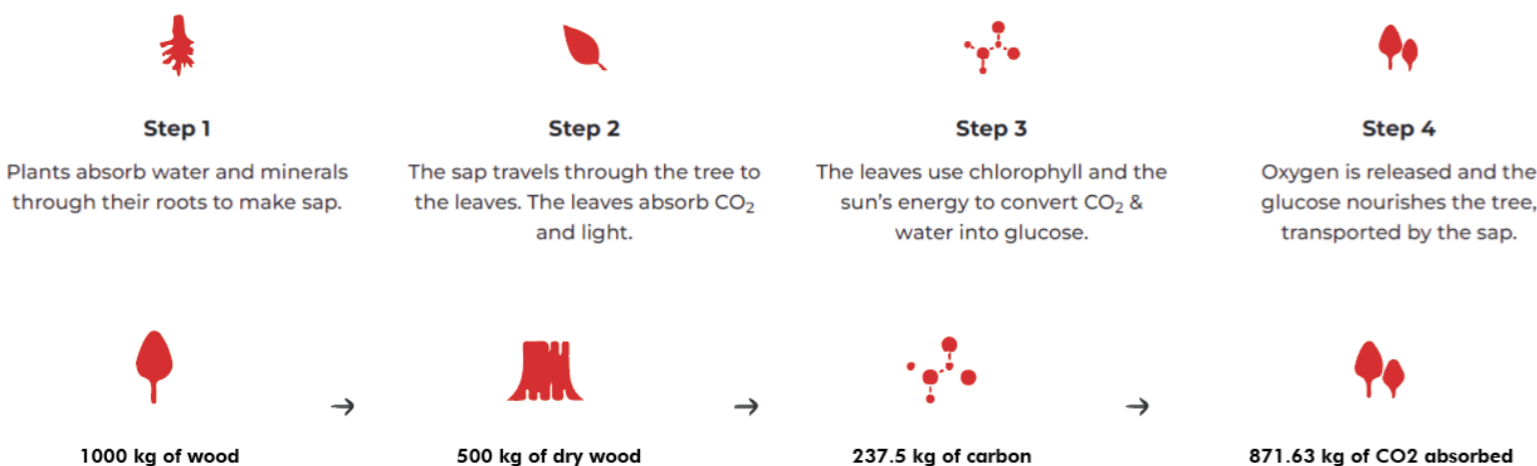 Step 1
Plants absorb water and minerals
through their roots to make sap.
Step 2
The sap travels through the tree to
the leaves. The leaves absorb CO₂
and light.
Step 3
The leaves use chlorophyll and the
sun's energy to convert CO₂ &
water into glucose.
Step 4
Oxygen is released and the
glucose nourishes the tree,
transported by the sap.
1000 kg of wood
500 kg of dry wood
237.5 kg of carbon
871.63 kg of CO2 absorbed